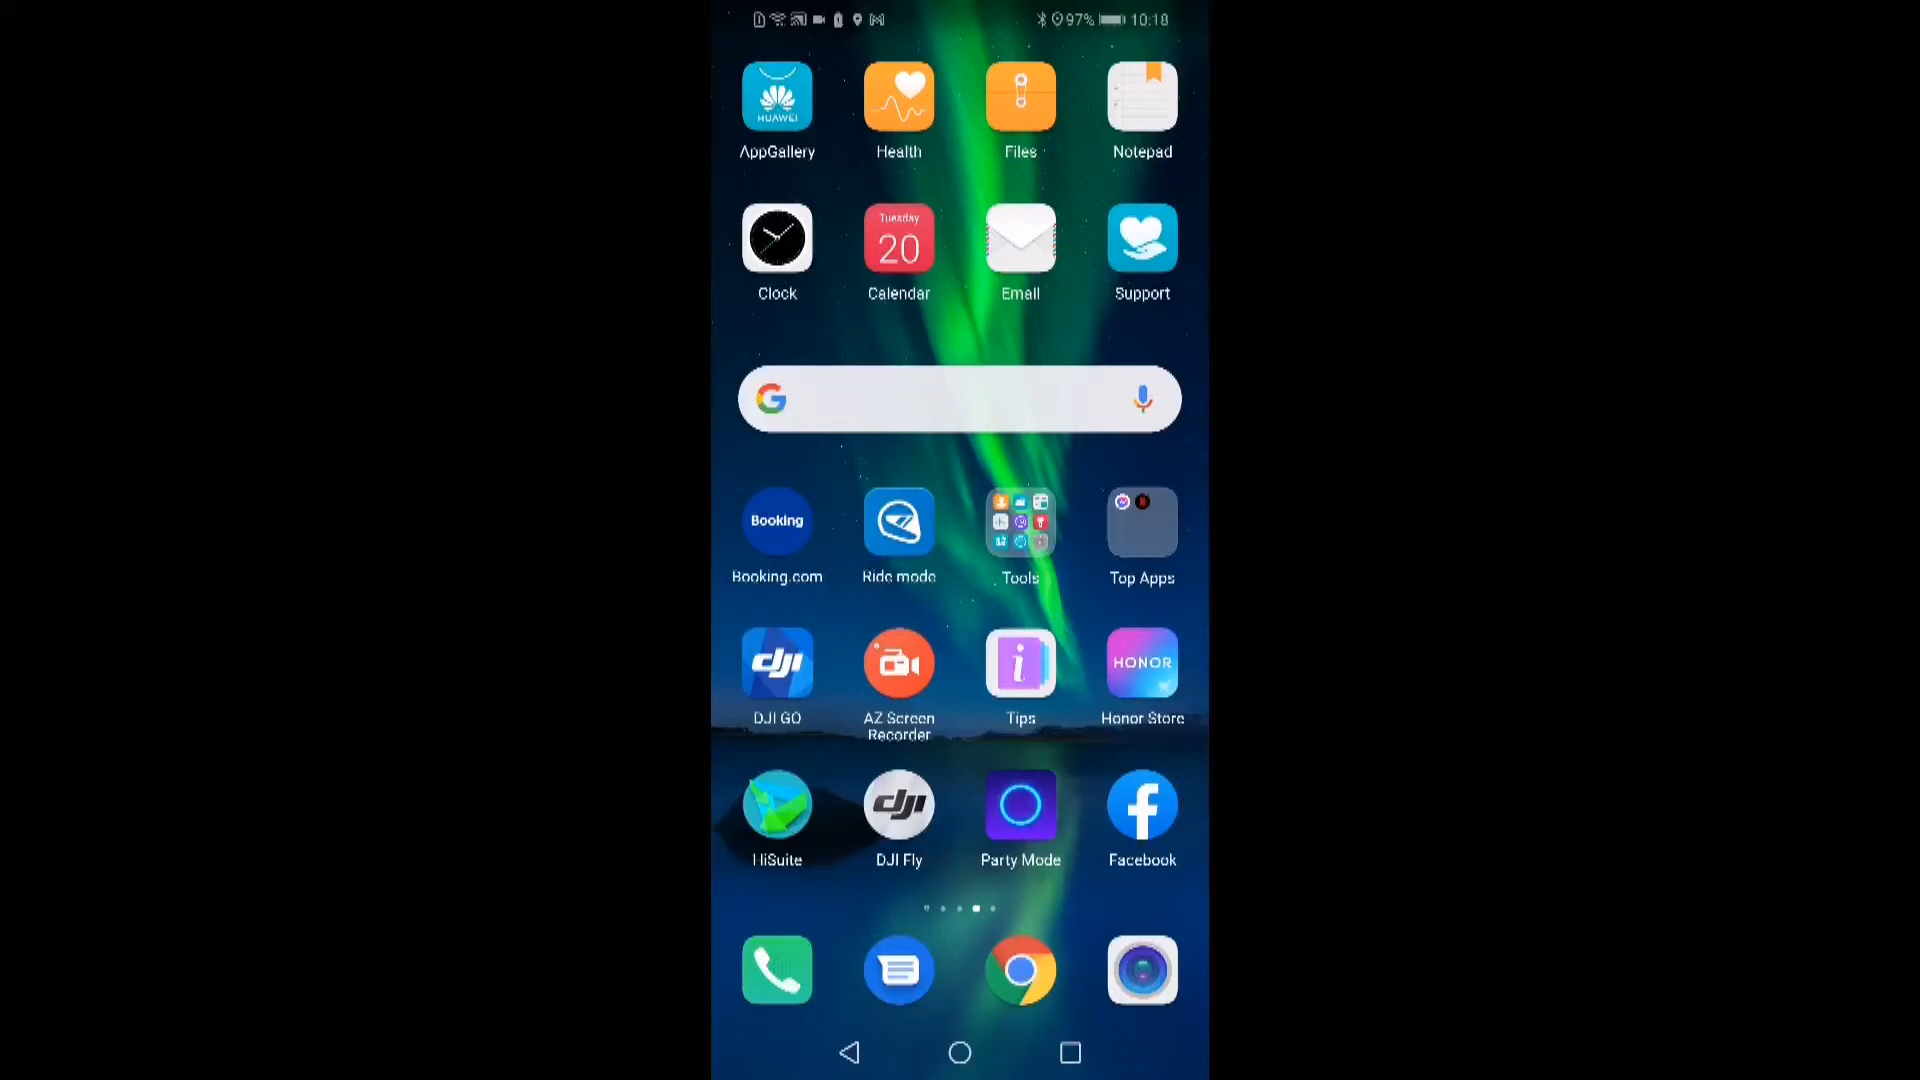 97% 10:18
HUAWEI
AppGallery Health Files Notepad
Tuesday
20
Clock Calendar Email Support
G
Booking
Booking.com Ride mode Tools Top Apps
dji i HONOR
DJI GO AZ Screen Tips Honor Store
Recorder
dji f
HiSuite DJI Fly Party Mode Facebook